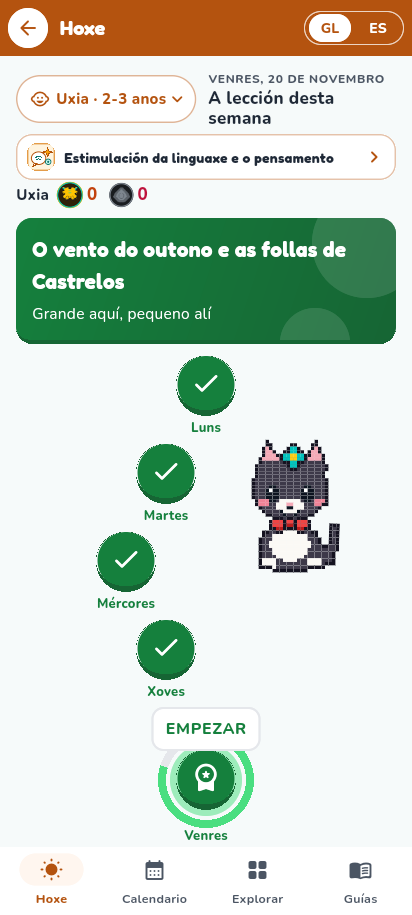 Hoxe
GL
ES
Uxia · 2-3 anos
VENRES, 20 DE NOVEMBRO
A lección desta
semana
Estimulación da linguaxe e o pensamento
Uxia
0
0
O vento do outono e as follas de
Castrelos
Grande aquí, pequeno alí
Luns
Martes
Mércores
Xoves
EMPEZAR
Venres
Hoxe
Calendario
Explorar
Guías